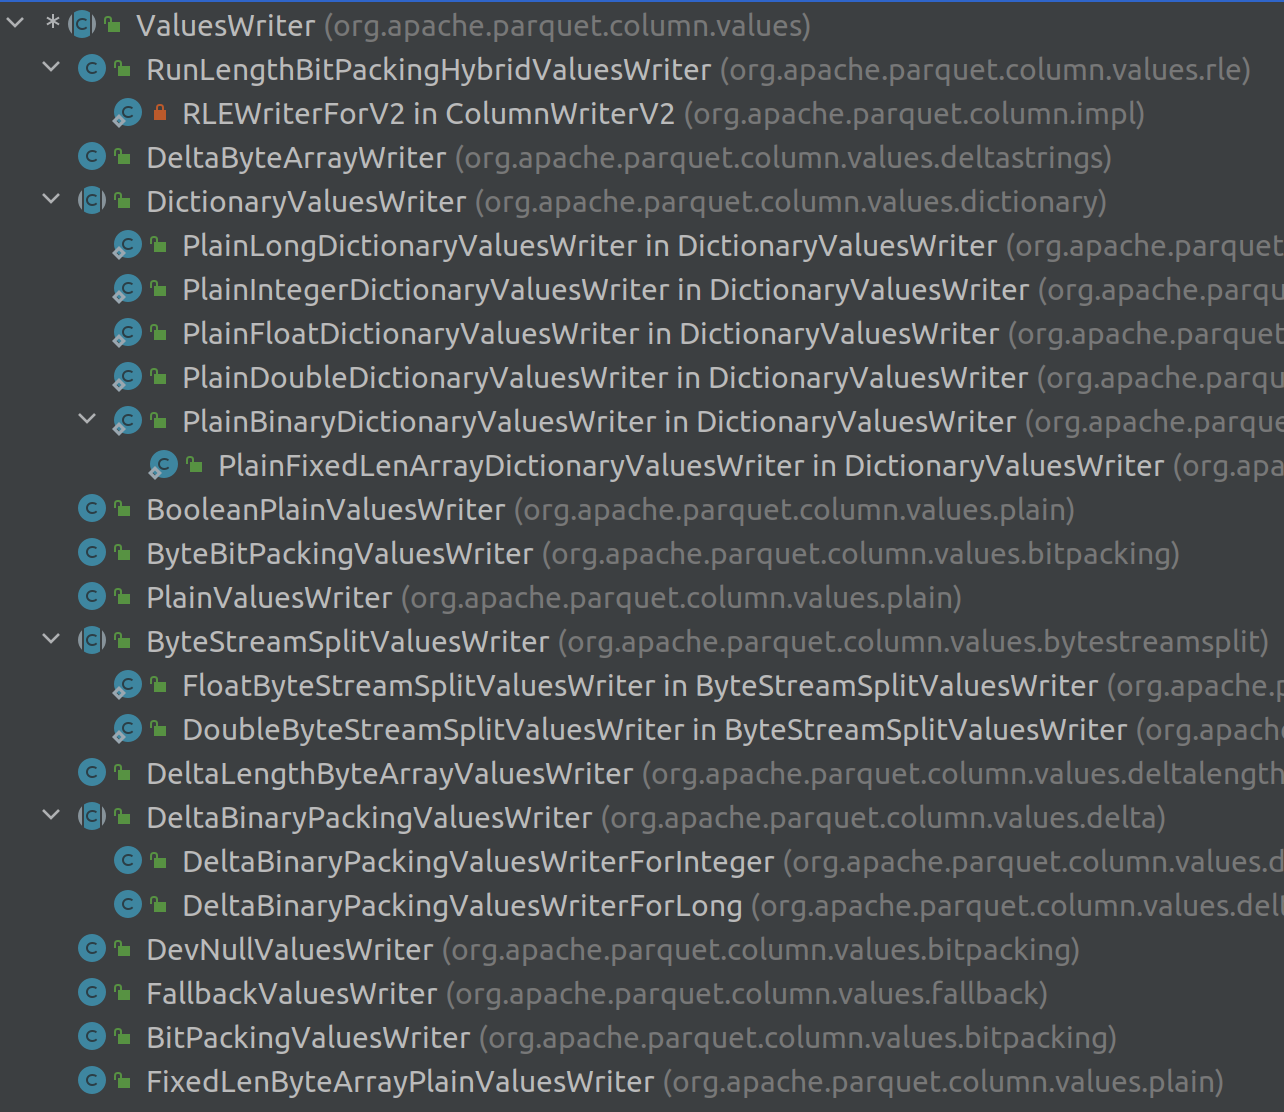 * ValuesWriter (org.apache.parquet.column.values)
RunLengthBitPackingHybridValuesWriter (org.apache.parquet.column.values.rle)
RLEWriterForV2 in ColumnWriterV2 (org.apache.parquet.column.impl)
DeltaByteArrayWriter (org.apache.parquet.column.values.deltastrings)
DictionaryValuesWriter (org.apache.parquet.column.values.dictionary)
PlainLongDictionaryValuesWriter in DictionaryValuesWriter (org.apache.parquet
PlainIntegerDictionaryValuesWriter in DictionaryValuesWriter (org.apache.parqu
PlainFloatDictionaryValuesWriter in DictionaryValuesWriter (org.apache.parquet
PlainDoubleDictionaryValuesWriter in DictionaryValuesWriter (org.apache.parqu
PlainBinaryDictionaryValuesWriter in DictionaryValuesWriter (org.apache.parque
PlainFixedLenArrayDictionaryValuesWriter in DictionaryValuesWriter (org.apa
BooleanPlainValuesWriter (org.apache.parquet.column.values.plain)
ByteBitPackingValuesWriter (org.apache.parquet.column.values.bitpacking)
PlainValuesWriter (org.apache.parquet.column.values.plain)
ByteStreamSplitValuesWriter (org.apache.parquet.column.values.bytestreamsplit)
FloatByteStreamSplitValuesWriter in ByteStreamSplitValuesWriter (org.apache.p
DoubleByteStreamSplitValuesWriter in ByteStreamSplitValuesWriter (org.apache
DeltaLengthByteArrayValuesWriter (org.apache.parquet.column.values.deltalength
DeltaBinaryPackingValuesWriter (org.apache.parquet.column.values.delta)
DeltaBinaryPackingValuesWriterForInteger (org.apache.parquet.column.values.d
DeltaBinaryPackingValuesWriterForLong (org.apache.parquet.column.values.delt
DevNullValuesWriter (org.apache.parquet.column.values.bitpacking)
FallbackValuesWriter (org.apache.parquet.column.values.fallback)
BitPackingValuesWriter (org.apache.parquet.column.values.bitpacking)
FixedLenByteArrayPlainValuesWriter (org.apache.parquet.column.values.plain)